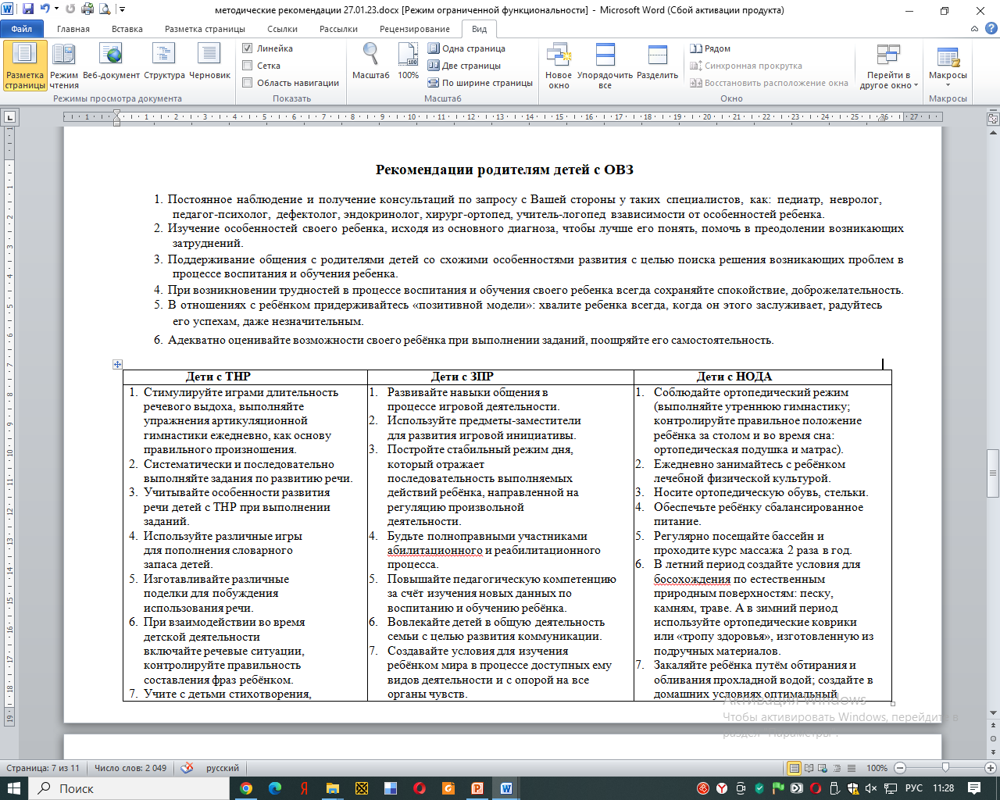 методические рекомендации 27.01.23.docx [Режим ограниченной функциональности] - Microsoft Word (Сбой активации продукта)
Файл Главная Вставка Разметка страницы Ссылки Рассылки Рецензирование Вид
Разметка страницы
Режим чтения
Веб-документ
Структура
Черновик
Режимы просмотра документа
Линейка
Сетка
Область навигации
Показать
Масштаб
100%
Одна страница
Две страницы
По ширине страницы
Масштаб
Новое окно
Упорядочить все
Разделить
Рядом
Синхронная прокрутка
Восстановить расположение окна
Окно
Перейти в другое окно
Макросы
Макросы
Рекомендации родителям детей с ОВЗ
1. Постоянное наблюдение и получение консультаций по запросу с Вашей стороны у таких специалистов, как: педиатр, невролог,
педагог-психолог, дефектолог, эндокринолог, хирург-ортопед, учитель-логопед взависимости от особенностей ребенка.
2. Изучение особенностей своего ребенка, исходя из основного диагноза, чтобы лучше его понять, помочь в преодолении возникающих
затруднений.
3. Поддерживание общения с родителями детей со схожими особенностями развития с целью поиска решения возникающих проблем в
процессе воспитания и обучения ребенка.
4. При возникновении трудностей в процессе воспитания и обучения своего ребенка всегда сохраняйте спокойствие, доброжелательность.
5. В отношениях с ребёнком придерживайтесь «позитивной модели»: хвалите ребенка всегда, когда он этого заслуживает, радуйтесь
его успехам, даже незначительным.
6. Адекватно оценивайте возможности своего ребёнка при выполнении заданий, поощряйте его самостоятельность.
Дети с ТНР
1. Стимулируйте играми длительность
речевого выдоха, выполняйте
упражнения артикуляционной
гимнастики ежедневно, как основу
правильного произношения.
2. Систематически и последовательно
выполняйте задания по развитию речи.
3. Учитывайте особенности развития
речи детей с ТНР при выполнении
заданий.
4. Используйте различные игры
для пополнения словарного
запаса детей.
5. Изготавливайте различные
поделки для побуждения
использования речи.
6. При взаимодействии во время
детской деятельности
включайте речевые ситуации,
контролируйте правильность
составления фраз ребёнком.
7. Учите с детьми стихотворения,
Дети с ЗПР
1. Развивайте навыки общения в
процессе игровой деятельности.
2. Используйте предметы-заместители
для развития игровой инициативы.
3. Постройте стабильный режим дня,
который отражает
последовательность выполняемых
действий ребёнка, направленной на
регуляцию произвольной
деятельности.
4. Будьте полноправными участниками
абилитационного и реабилитационного
процесса.
5. Повышайте педагогическую компетенцию
за счёт изучения новых данных по
воспитанию и обучению ребёнка.
6. Вовлекайте детей в общую деятельность
семьи с целью развития коммуникации.
7. Создавайте условия для изучения
ребёнком мира в процессе доступных ему
видов деятельности и с опорой на все
органы чувств.
Дети с НОДА
1. Соблюдайте ортопедический режим
(выполняйте утреннюю гимнастику;
контролируйте правильное положение
ребёнка за столом и во время сна:
ортопедическая подушка и матрас).
2. Ежедневно занимайтесь с ребёнком
лечебной физической культурой.
3. Носите ортопедическую обувь, стельки.
4. Обеспечьте ребёнку сбалансированное
питание.
5. Регулярно посещайте бассейн и
проходите курс массажа 2 раза в год.
6. В летний период создайте условия для
босохождения по естественным
природным поверхностям: песку,
камням, траве. А в зимний период
используйте ортопедические коврики
или «тропу здоровья», изготовленную из
подручных материалов.
7. Закаляйте ребёнка путём обтирания и
обливания прохладной водой; создайте в
домашних условиях оптимальный
Активация Windows
Чтобы активировать Windows, перейдите в
раздел "Параметры".
Страница: 7 из 11 Число слов: 2 049 русский 100%
Поиск РУС 11:28